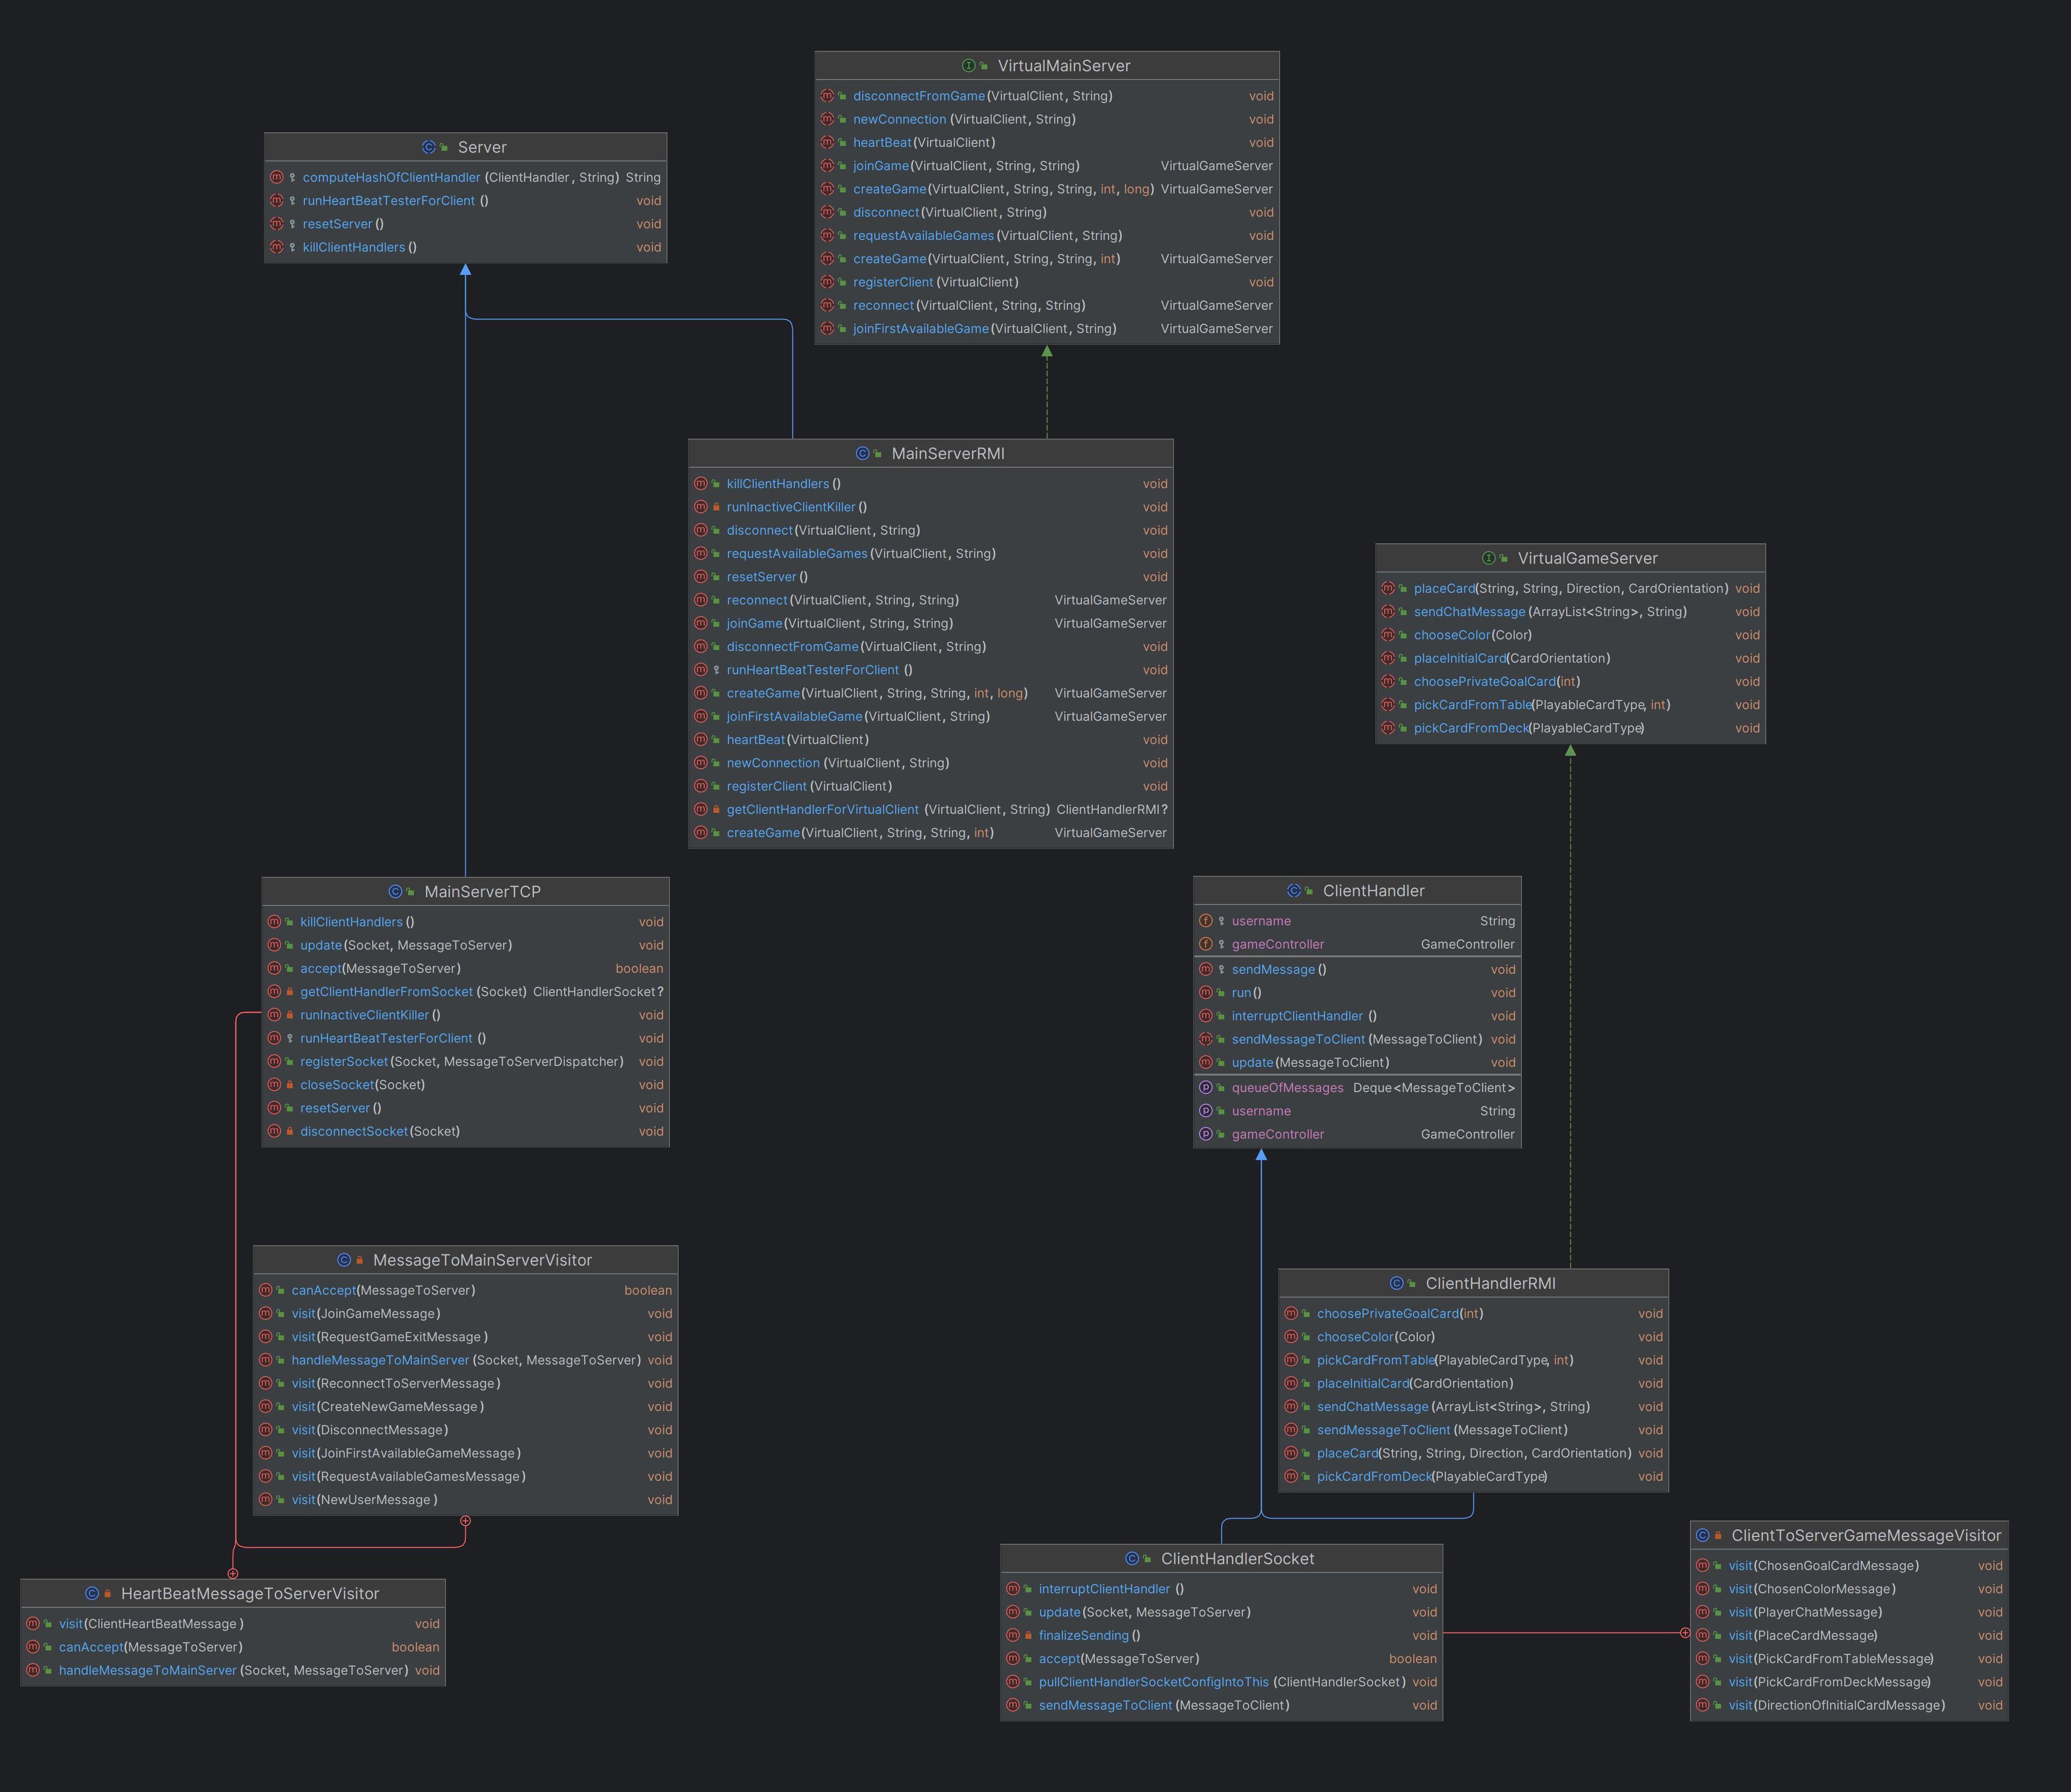 VirtualMainServer
disconnectFromGame(VirtualClient, String) void
newConnection (VirtualClient, String) void
heartBeat(VirtualClient) void
joinGame(VirtualClient, String, String) VirtualGameServer
createGame(VirtualClient, String, String, int, long) VirtualGameServer
disconnect(VirtualClient, String) void
requestAvailableGames(VirtualClient, String) void
createGame(VirtualClient, String, String, int) VirtualGameServer
registerClient (VirtualClient) void
reconnect(VirtualClient, String, String) VirtualGameServer
joinFirstAvailableGame(VirtualClient, String) VirtualGameServer
Server
computeHashOfClientHandler (ClientHandler, String) String
runHeartBeatTesterForClient () void
resetServer() void
killClientHandlers() void
MainServerRMI
killClientHandlers() void
runInactiveClientKiller() void
disconnect(VirtualClient, String) void
requestAvailableGames(VirtualClient, String) void
resetServer() void
reconnect(VirtualClient, String, String) VirtualGameServer
joinGame(VirtualClient, String, String) VirtualGameServer
disconnectFromGame(VirtualClient, String) void
runHeartBeatTesterForClient () void
createGame(VirtualClient, String, String, int, long) VirtualGameServer
joinFirstAvailableGame(VirtualClient, String) VirtualGameServer
heartBeat(VirtualClient) void
newConnection (VirtualClient, String) void
registerClient (VirtualClient) void
getClientHandlerForVirtualClient (VirtualClient, String) ClientHandlerRMI?
createGame(VirtualClient, String, String, int) VirtualGameServer
VirtualGameServer
placeCard(String, String, Direction, CardOrientation) void
sendChatMessage (ArrayList<String>, String) void
chooseColor(Color) void
placeInitialCard(CardOrientation) void
choosePrivateGoalCard(int) void
pickCardFromTable(PlayableCardType, int) void
pickCardFromDeck(PlayableCardType) void
MainServerTCP
killClientHandlers() void
update(Socket, MessageToServer) void
accept(MessageToServer) boolean
getClientHandlerFromSocket (Socket) ClientHandlerSocket?
runInactiveClientKiller() void
runHeartBeatTesterForClient () void
registerSocket(Socket, MessageToServerDispatcher) void
closeSocket(Socket) void
resetServer() void
disconnectSocket(Socket) void
ClientHandler
username String
gameController GameController
sendMessage() void
run() void
interruptClientHandler () void
sendMessageToClient (MessageToClient) void
update(MessageToClient) void
queueOfMessages Deque<MessageToClient>
username String
gameController GameController
MessageToMainServerVisitor
canAccept(MessageToServer) boolean
visit(JoinGameMessage) void
visit(RequestGameExitMessage) void
handleMessageToMainServer (Socket, MessageToServer) void
visit(ReconnectToServerMessage) void
visit(CreateNewGameMessage) void
visit(DisconnectMessage) void
visit(JoinFirstAvailableGameMessage) void
visit(RequestAvailableGamesMessage) void
visit(NewUserMessage) void
ClientHandlerRMI
choosePrivateGoalCard(int) void
chooseColor(Color) void
pickCardFromTable(PlayableCardType, int) void
placeInitialCard(CardOrientation) void
sendChatMessage (ArrayList<String>, String) void
sendMessageToClient (MessageToClient) void
placeCard(String, String, Direction, CardOrientation) void
pickCardFromDeck(PlayableCardType) void
HeartBeatMessageToServerVisitor
visit(ClientHeartBeatMessage) void
canAccept(MessageToServer) boolean
handleMessageToMainServer (Socket, MessageToServer) void
ClientHandlerSocket
interruptClientHandler () void
update(Socket, MessageToServer) void
finalizeSending() void
accept(MessageToServer) boolean
pullClientHandlerSocketConfigIntoThis (ClientHandlerSocket) void
sendMessageToClient (MessageToClient) void
ClientToServerGameMessageVisitor
visit(ChosenGoalCardMessage) void
visit(ChosenColorMessage) void
visit(PlayerChatMessage) void
visit(PlaceCardMessage) void
visit(PickCardFromTableMessage) void
visit(PickCardFromDeckMessage) void
visit(DirectionOfInitialCardMessage) void